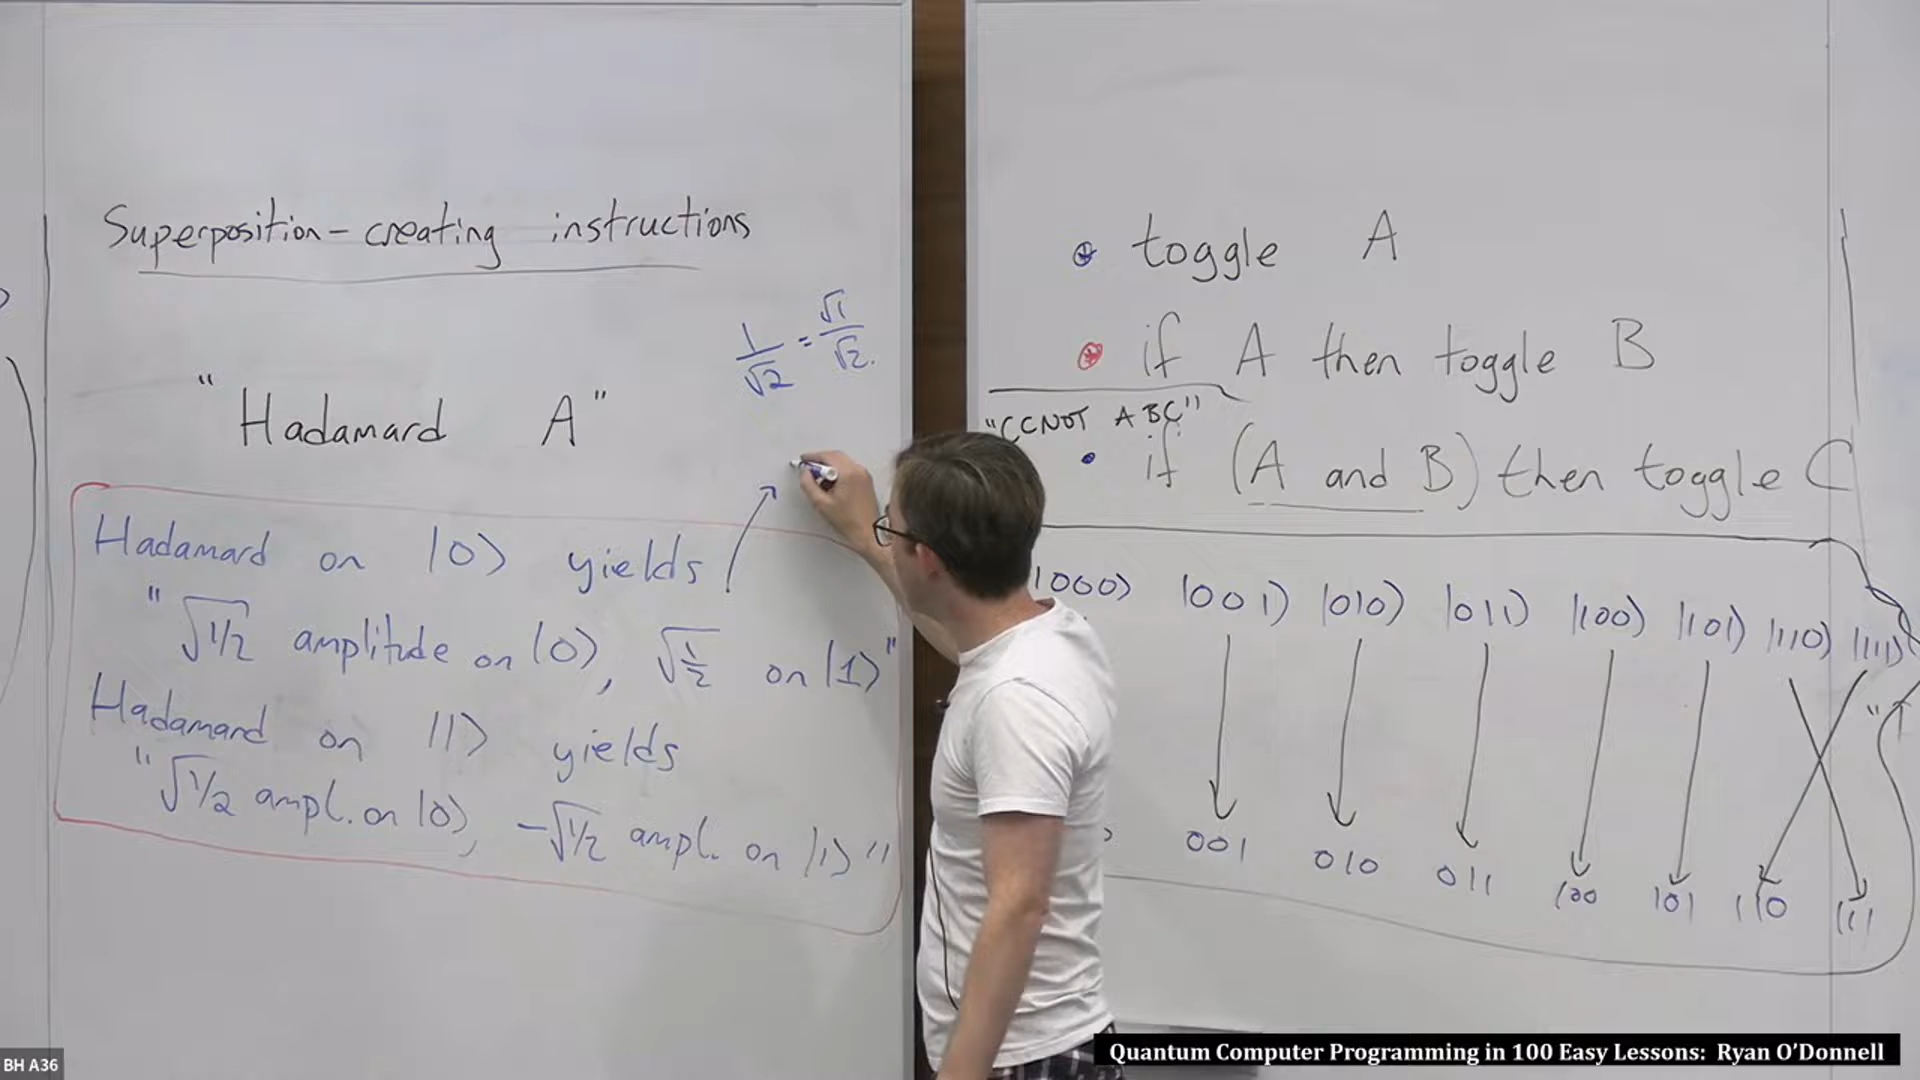 Superposition-creating instructions
1/√2 = √1/√2.
"Hadamard A"
Hadamard on |0⟩ yields
"√1/2 amplitude on |0⟩, √1/2 on |1⟩"
Hadamard on |1⟩ yields
"√1/2 ampl. on |0⟩, -√1/2 ampl. on |1⟩"
• toggle A
• if A then toggle B
"CCNOT ABC"
• if (A and B) then toggle C
|000⟩ |001⟩ |010⟩ |011⟩ |100⟩ |101⟩ |110⟩ |111⟩
001 010 011 100 101 110 111
BH A36
Quantum Computer Programming in 100 Easy Lessons: Ryan O'Donnell